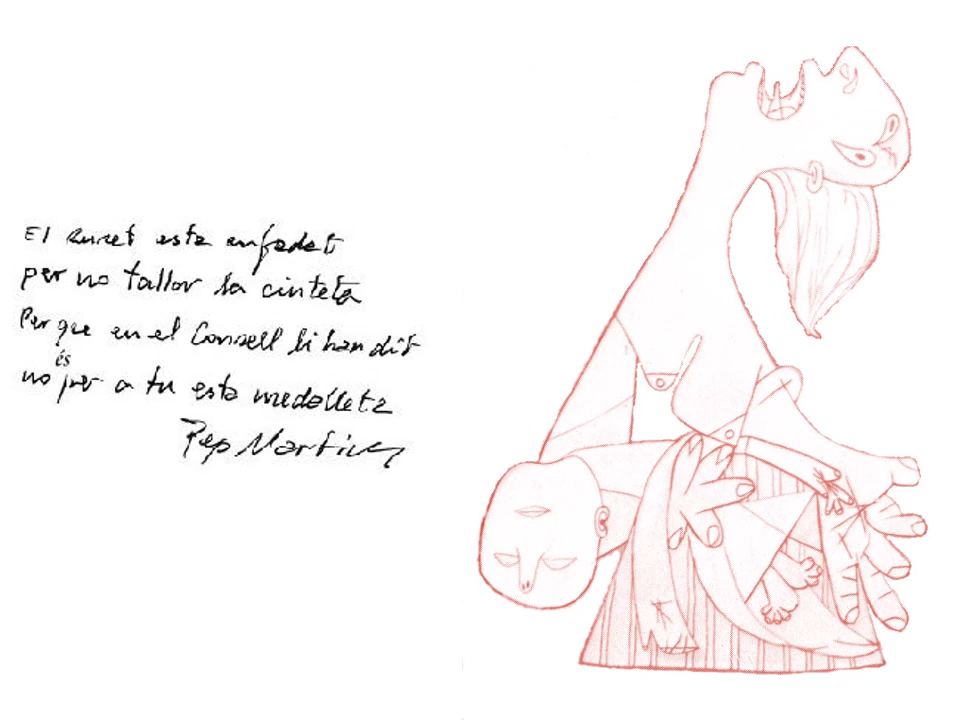 El esta enfadat
per no tallar la cinteta
Per que en el Consell li han dit
no és per a tu esta medalleta
Pep Martinez